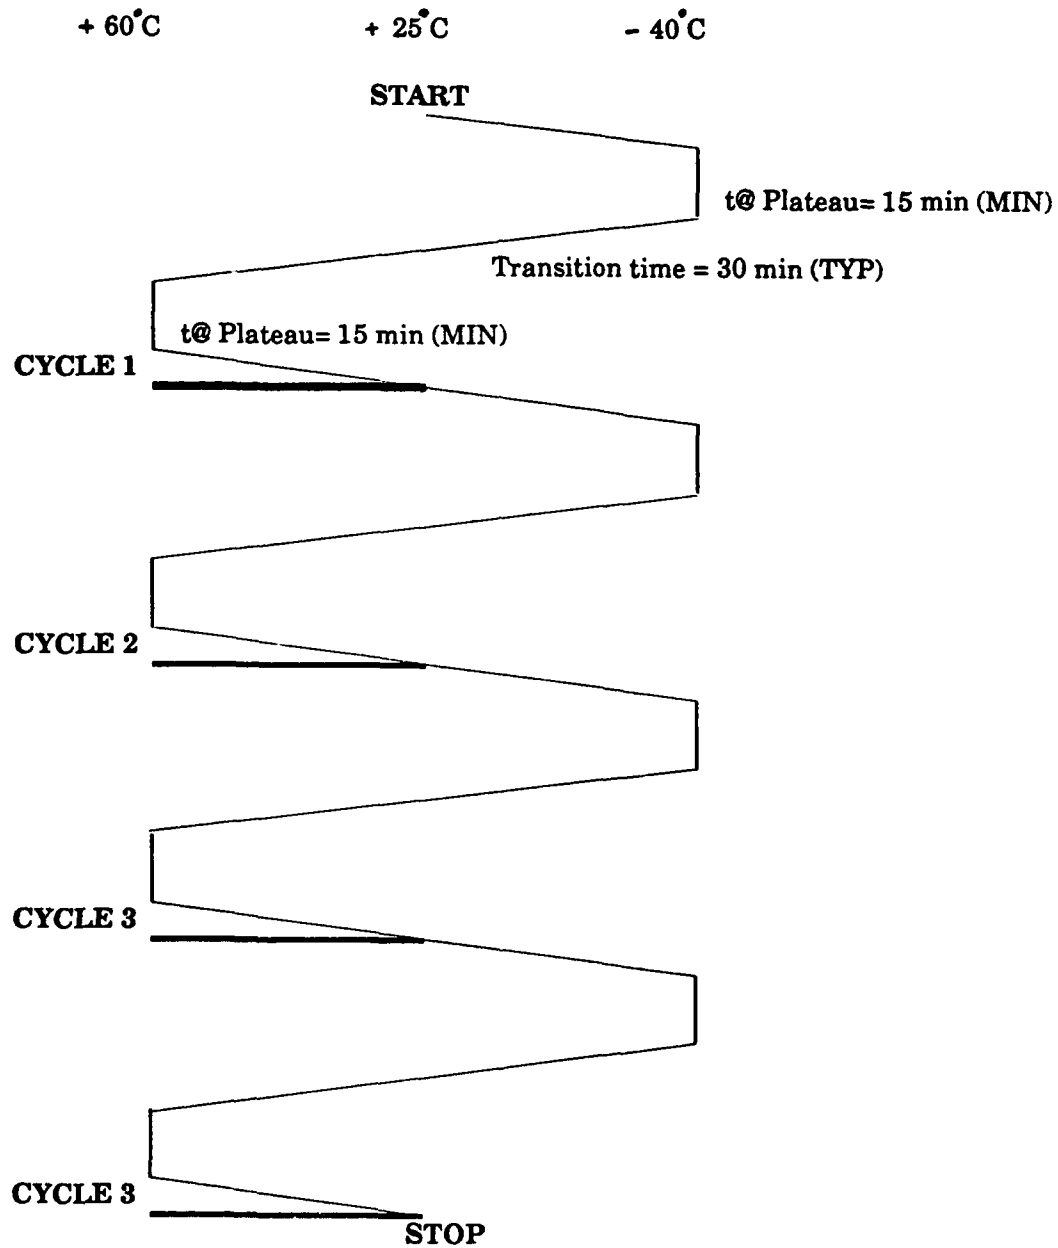 + 60°C + 25°C - 40°C
START
t@ Plateau= 15 min (MIN)
Transition time = 30 min (TYP)
t@ Plateau= 15 min (MIN)
CYCLE 1
CYCLE 2
CYCLE 3
CYCLE 3
STOP